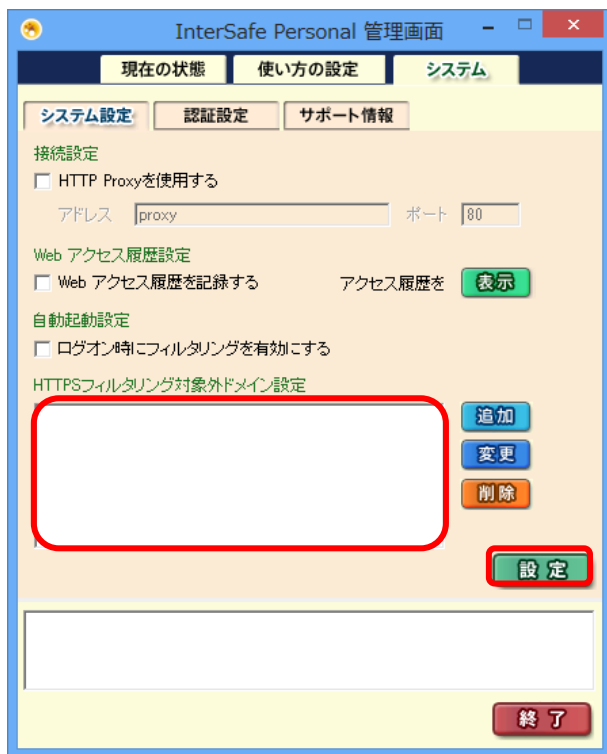 InterSafe Personal 管理画面
現在の状態 使い方の設定 システム
システム設定 認証設定 サポート情報
接続設定
HTTP Proxyを使用する
アドレス proxy ポート 80
Web アクセス履歴設定
Web アクセス履歴を記録する アクセス履歴を 表示
自動起動設定
ログオン時にフィルタリングを有効にする
HTTPSフィルタリング対象外ドメイン設定
追加
変更
削除
設定
終了